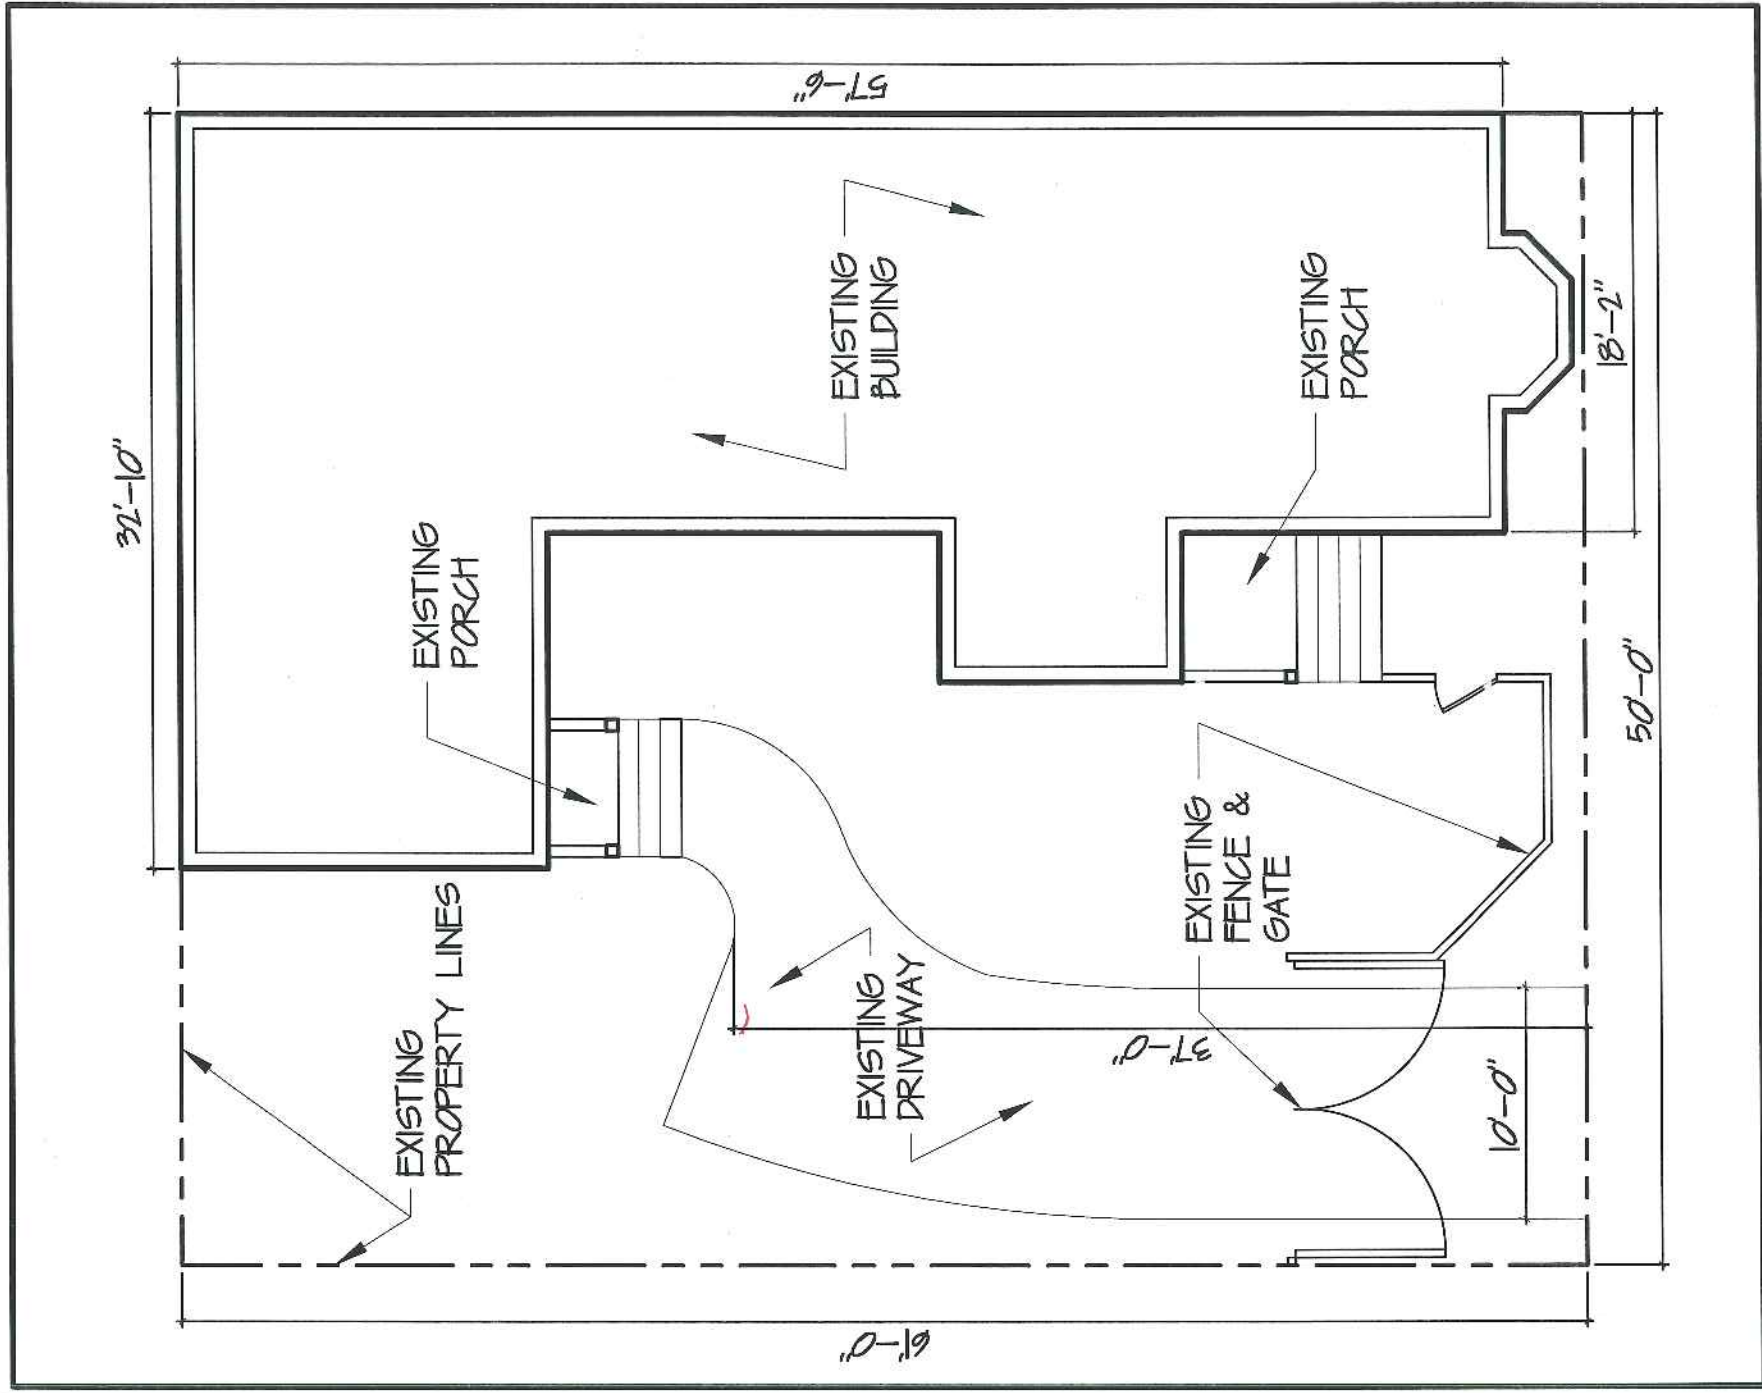 57'-6"
32'-10"
EXISTING
BUILDING
EXISTING
PORCH
18'-2"
EXISTING
PORCH
50'-0"
EXISTING
FENCE &
GATE
EXISTING
PROPERTY LINES
EXISTING
DRIVEWAY
37'-0"
10'-0"
61'-0"